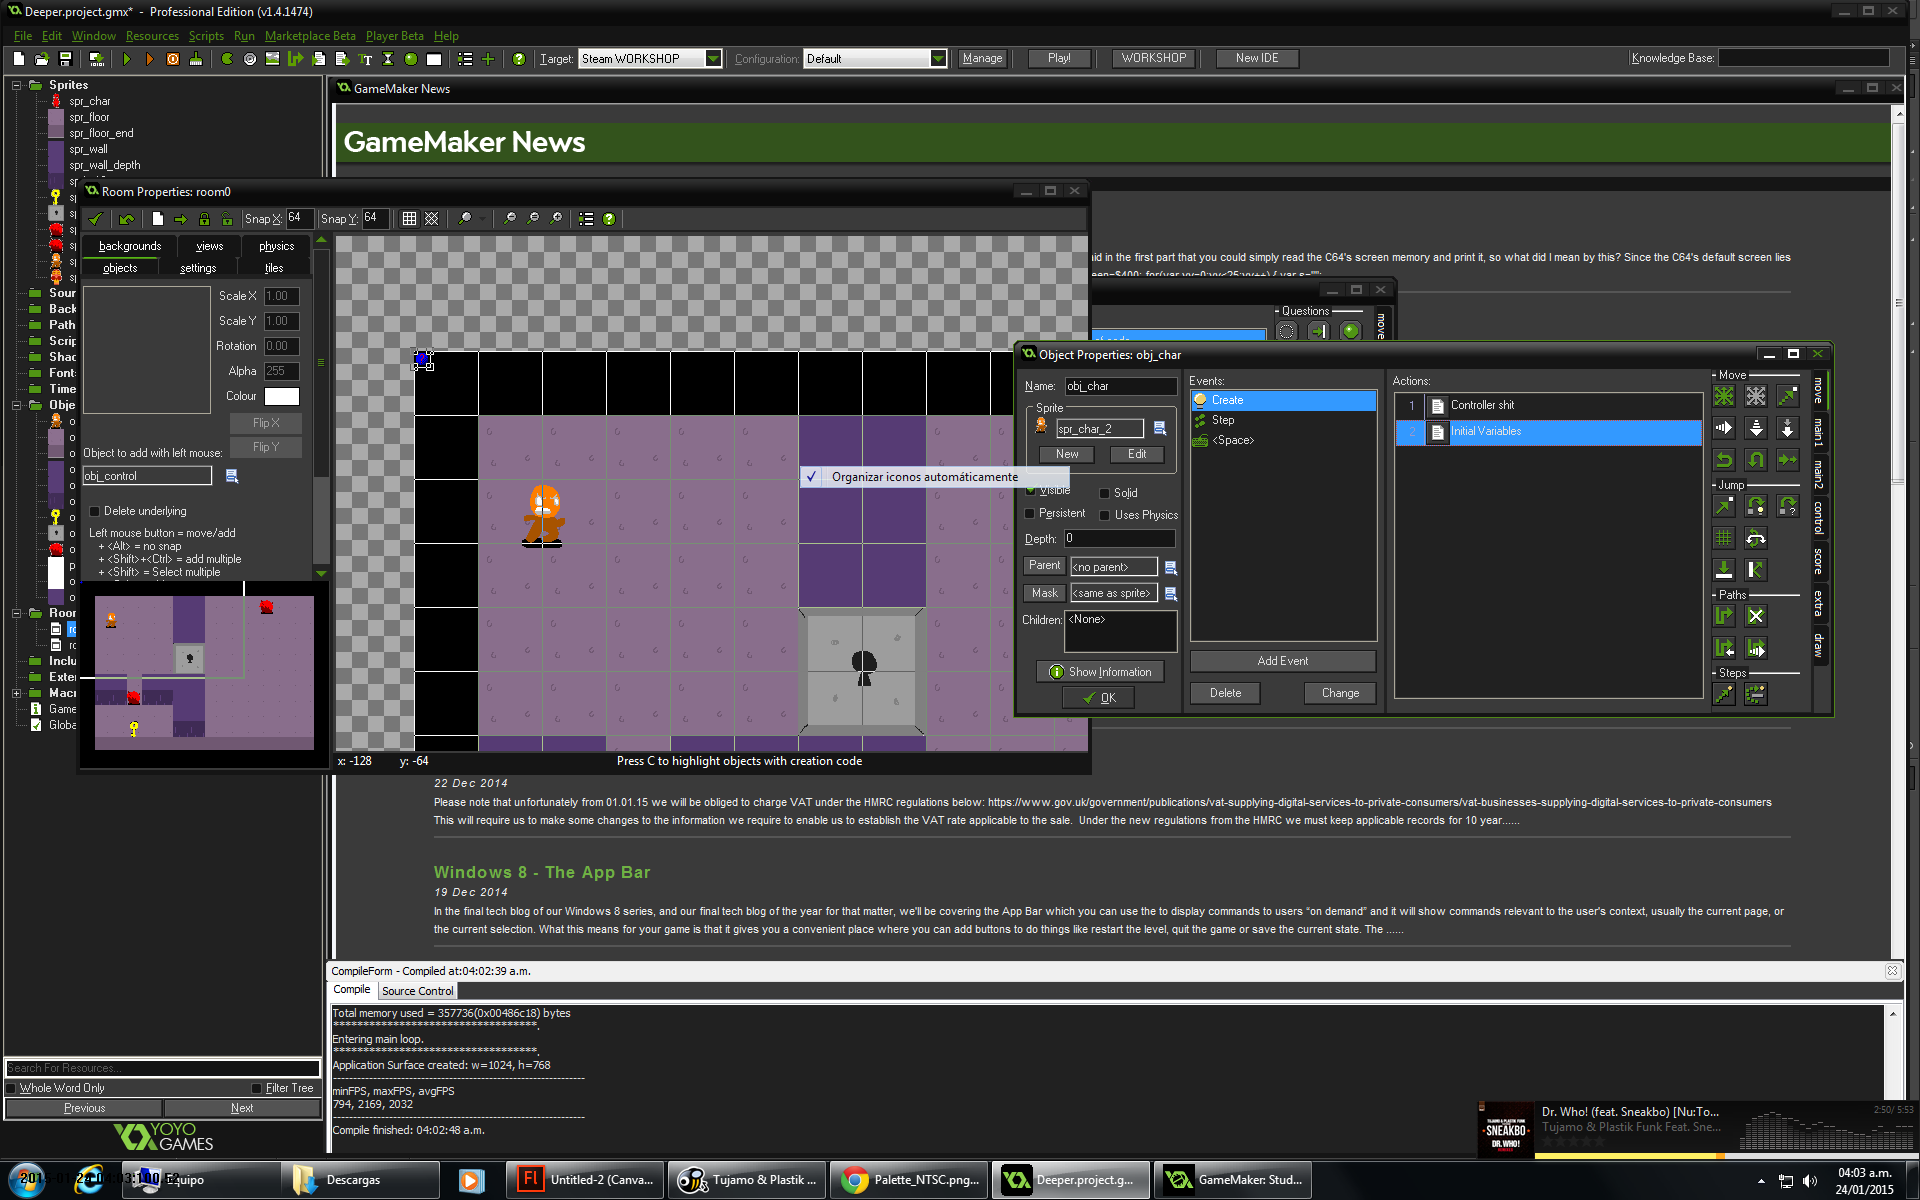 Deeper.project.gmx* - Professional Edition (v1.4.1474)
File Edit Window Resources Scripts Run Marketplace Beta Player Beta Help
Target: Steam WORKSHOP Configuration: Default Manage Play! WORKSHOP New IDE Knowledge Base:
Sprites
spr_char
spr_floor
spr_floor_end
spr_wall
spr_wall_depth
GameMaker News
GameMaker News
Room Properties: room0
Snap X: 64 Snap Y: 64
backgrounds views physics
objects settings tiles
Scale X 1.00
Scale Y 1.00
Rotation 0.00
Alpha 255
Colour
Flip X
Flip Y
Object to add with left mouse:
obj_control
Delete underlying
Left mouse button = move/add
+ <Alt> = no snap
+ <Shift>+<Ctrl> = add multiple
+ <Shift> = Select multiple
x: -128 y: -64 Press C to highlight objects with creation code
Sour
Back
Path
Scrip
Shad
Font
Time
Obje
Roor
Inclu
Exter
Macr
Game
Globa
aid in the first part that you could simply read the C64's screen memory and print it, so what did I mean by this? Since the C64's default screen lies
Questions
move
Organizar iconos automáticamente
Object Properties: obj_char
Name: obj_char
Sprite
spr_char_2
New Edit
Visible Solid
Persistent Uses Physics
Depth: 0
Parent <no parent>
Mask <same as sprite>
Children: <None>
Show Information
OK
Events:
Create
Step
<Space>
Add Event
Delete Change
Actions:
1 Controller shit
2 Initial Variables
Move
Jump
Paths
Steps
move
main1
main2
control
score
extra
draw
22 Dec 2014
Please note that unfortunately from 01.01.15 we will be obliged to charge VAT under the HMRC regulations below: https://www.gov.uk/government/publications/vat-supplying-digital-services-to-private-consumers/vat-businesses-supplying-digital-services-to-private-consumers
This will require us to make some changes to the information we require to enable us to establish the VAT rate applicable to the sale. Under the new regulations from the HMRC we must keep applicable records for 10 year......
Windows 8 - The App Bar
19 Dec 2014
In the final tech blog of our Windows 8 series, and our final tech blog of the year for that matter, we'll be covering the App Bar which you can use the to display commands to users “on demand” and it will show commands relevant to the user's context, usually the current page, or
the current selection. What this means for your game is that it gives you a convenient place where you can add buttons to do things like restart the level, quit the game or save the current state. The ......
CompileForm - Compiled at:04:02:39 a.m.
Compile Source Control
Total memory used = 357736(0x00486c18) bytes
**********************************.
Entering main loop.
**********************************.
Application Surface created: w=1024, h=768
minFPS, maxFPS, avgFPS
794, 2169, 2032
Compile finished: 04:02:48 a.m.
Search For Resources...
Whole Word Only Filter Tree
Previous Next
YOYO GAMES
SNEAKBO
DR. WHO!
Dr. Who! (feat. Sneakbo) [Nu:To...
Tujamo & Plastik Funk Feat. Sne...
2:50/ 5:53
Equipo
Descargas
Untitled-2 (Canva...
Tujamo & Plastik ...
Palette_NTSC.png...
Deeper.project.g...
GameMaker: Stud...
04:03 a.m.
24/01/2015